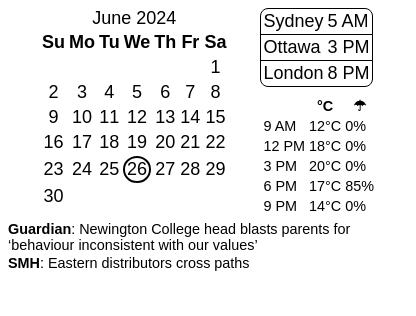 June 2024
Su Mo Tu We Th Fr Sa
1
2 3 4 5 6 7 8
9 10 11 12 13 14 15
16 17 18 19 20 21 22
23 24 25 26 27 28 29
30
Sydney 5 AM
Ottawa 3 PM
London 8 PM
°C ☂
9 AM 12°C 0%
12 PM 18°C 0%
3 PM 20°C 0%
6 PM 17°C 85%
9 PM 14°C 0%
Guardian: Newington College head blasts parents for
‘behaviour inconsistent with our values’
SMH: Eastern distributors cross paths